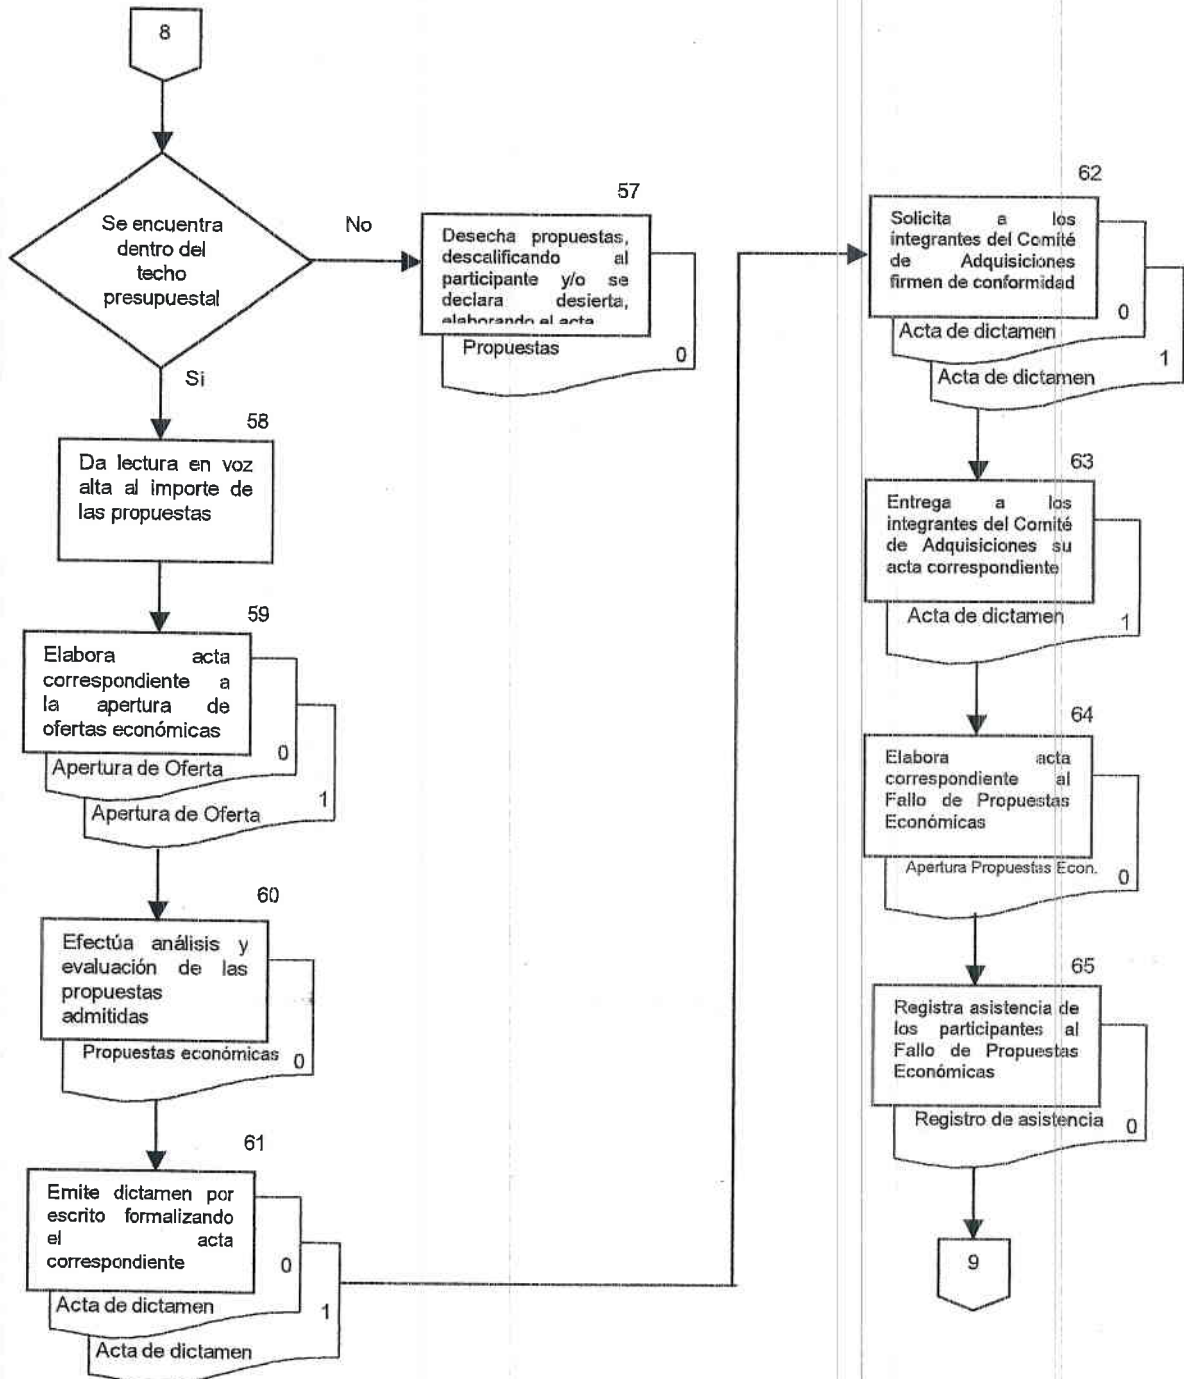 8
Se encuentra
dentro del
techo
presupuestal
No
Si
57
Desecha propuestas,
descalificando al
participante y/o se
declara desierta,
elaborando el acta
Propuestas
0
58
Da lectura en voz
alta al importe de
las propuestas
59
Elabora acta
correspondiente a
la apertura de
ofertas económicas
0
Apertura de Oferta
1
Apertura de Oferta
60
Efectúa análisis y
evaluación de las
propuestas
admitidas
Propuestas económicas
0
61
Emite dictamen por
escrito formalizando
el acta
correspondiente
0
Acta de dictamen
1
Acta de dictamen
62
Solicita a los
integrantes del Comité
de Adquisiciones
firmen de conformidad
0
Acta de dictamen
1
Acta de dictamen
63
Entrega a los
integrantes del Comité
de Adquisiciones su
acta correspondiente
Acta de dictamen
1
64
Elabora acta
correspondiente al
Fallo de Propuestas
Económicas
Apertura Propuestas Econ.
0
65
Registra asistencia de
los participantes al
Fallo de Propuestas
Económicas
Registro de asistencia
0
9